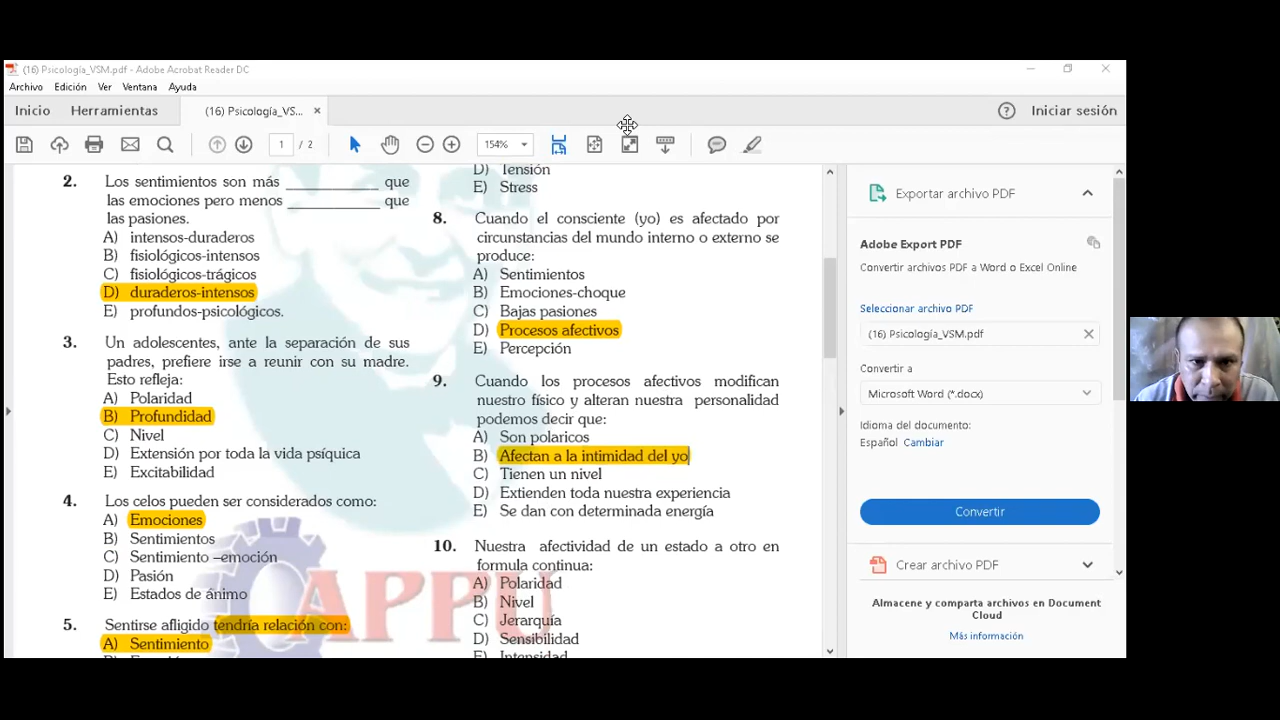 (16) Psicología_VSM.pdf - Adobe Acrobat Reader DC
Archivo Edición Ver Ventana Ayuda
Inicio Herramientas (16) Psicología_VS... × Iniciar sesión
1 / 2 154%
2. Los sentimientos son más ____________ que
las emociones pero menos ____________ que
las pasiones.
A) intensos-duraderos
B) fisiológicos-intensos
C) fisiológicos-trágicos
D) duraderos-intensos
E) profundos-psicológicos.
3. Un adolescentes, ante la separación de sus
padres, prefiere irse a reunir con su madre.
Esto refleja:
A) Polaridad
B) Profundidad
C) Nivel
D) Extensión por toda la vida psíquica
E) Excitabilidad
4. Los celos pueden ser considerados como:
A) Emociones
B) Sentimientos
C) Sentimiento –emoción
D) Pasión
E) Estados de ánimo
5. Sentirse afligido tendría relación con:
A) Sentimiento
D) Tensión
E) Stress
8. Cuando el consciente (yo) es afectado por
circunstancias del mundo interno o externo se
produce:
A) Sentimientos
B) Emociones-choque
C) Bajas pasiones
D) Procesos afectivos
E) Percepción
9. Cuando los procesos afectivos modifican
nuestro físico y alteran nuestra personalidad
podemos decir que:
A) Son polaricos
B) Afectan a la intimidad del yo
C) Tienen un nivel
D) Extienden toda nuestra experiencia
E) Se dan con determinada energía
10. Nuestra afectividad de un estado a otro en
formula continua:
A) Polaridad
B) Nivel
C) Jerarquía
D) Sensibilidad
E) Intensidad
APPU
Exportar archivo PDF
Adobe Export PDF
Convertir archivos PDF a Word o Excel Online
Seleccionar archivo PDF
(16) Psicología_VSM.pdf
Convertir a
Microsoft Word (*.docx)
Idioma del documento:
Español Cambiar
Convertir
Crear archivo PDF
Almacene y comparta archivos en Document
Cloud
Más información